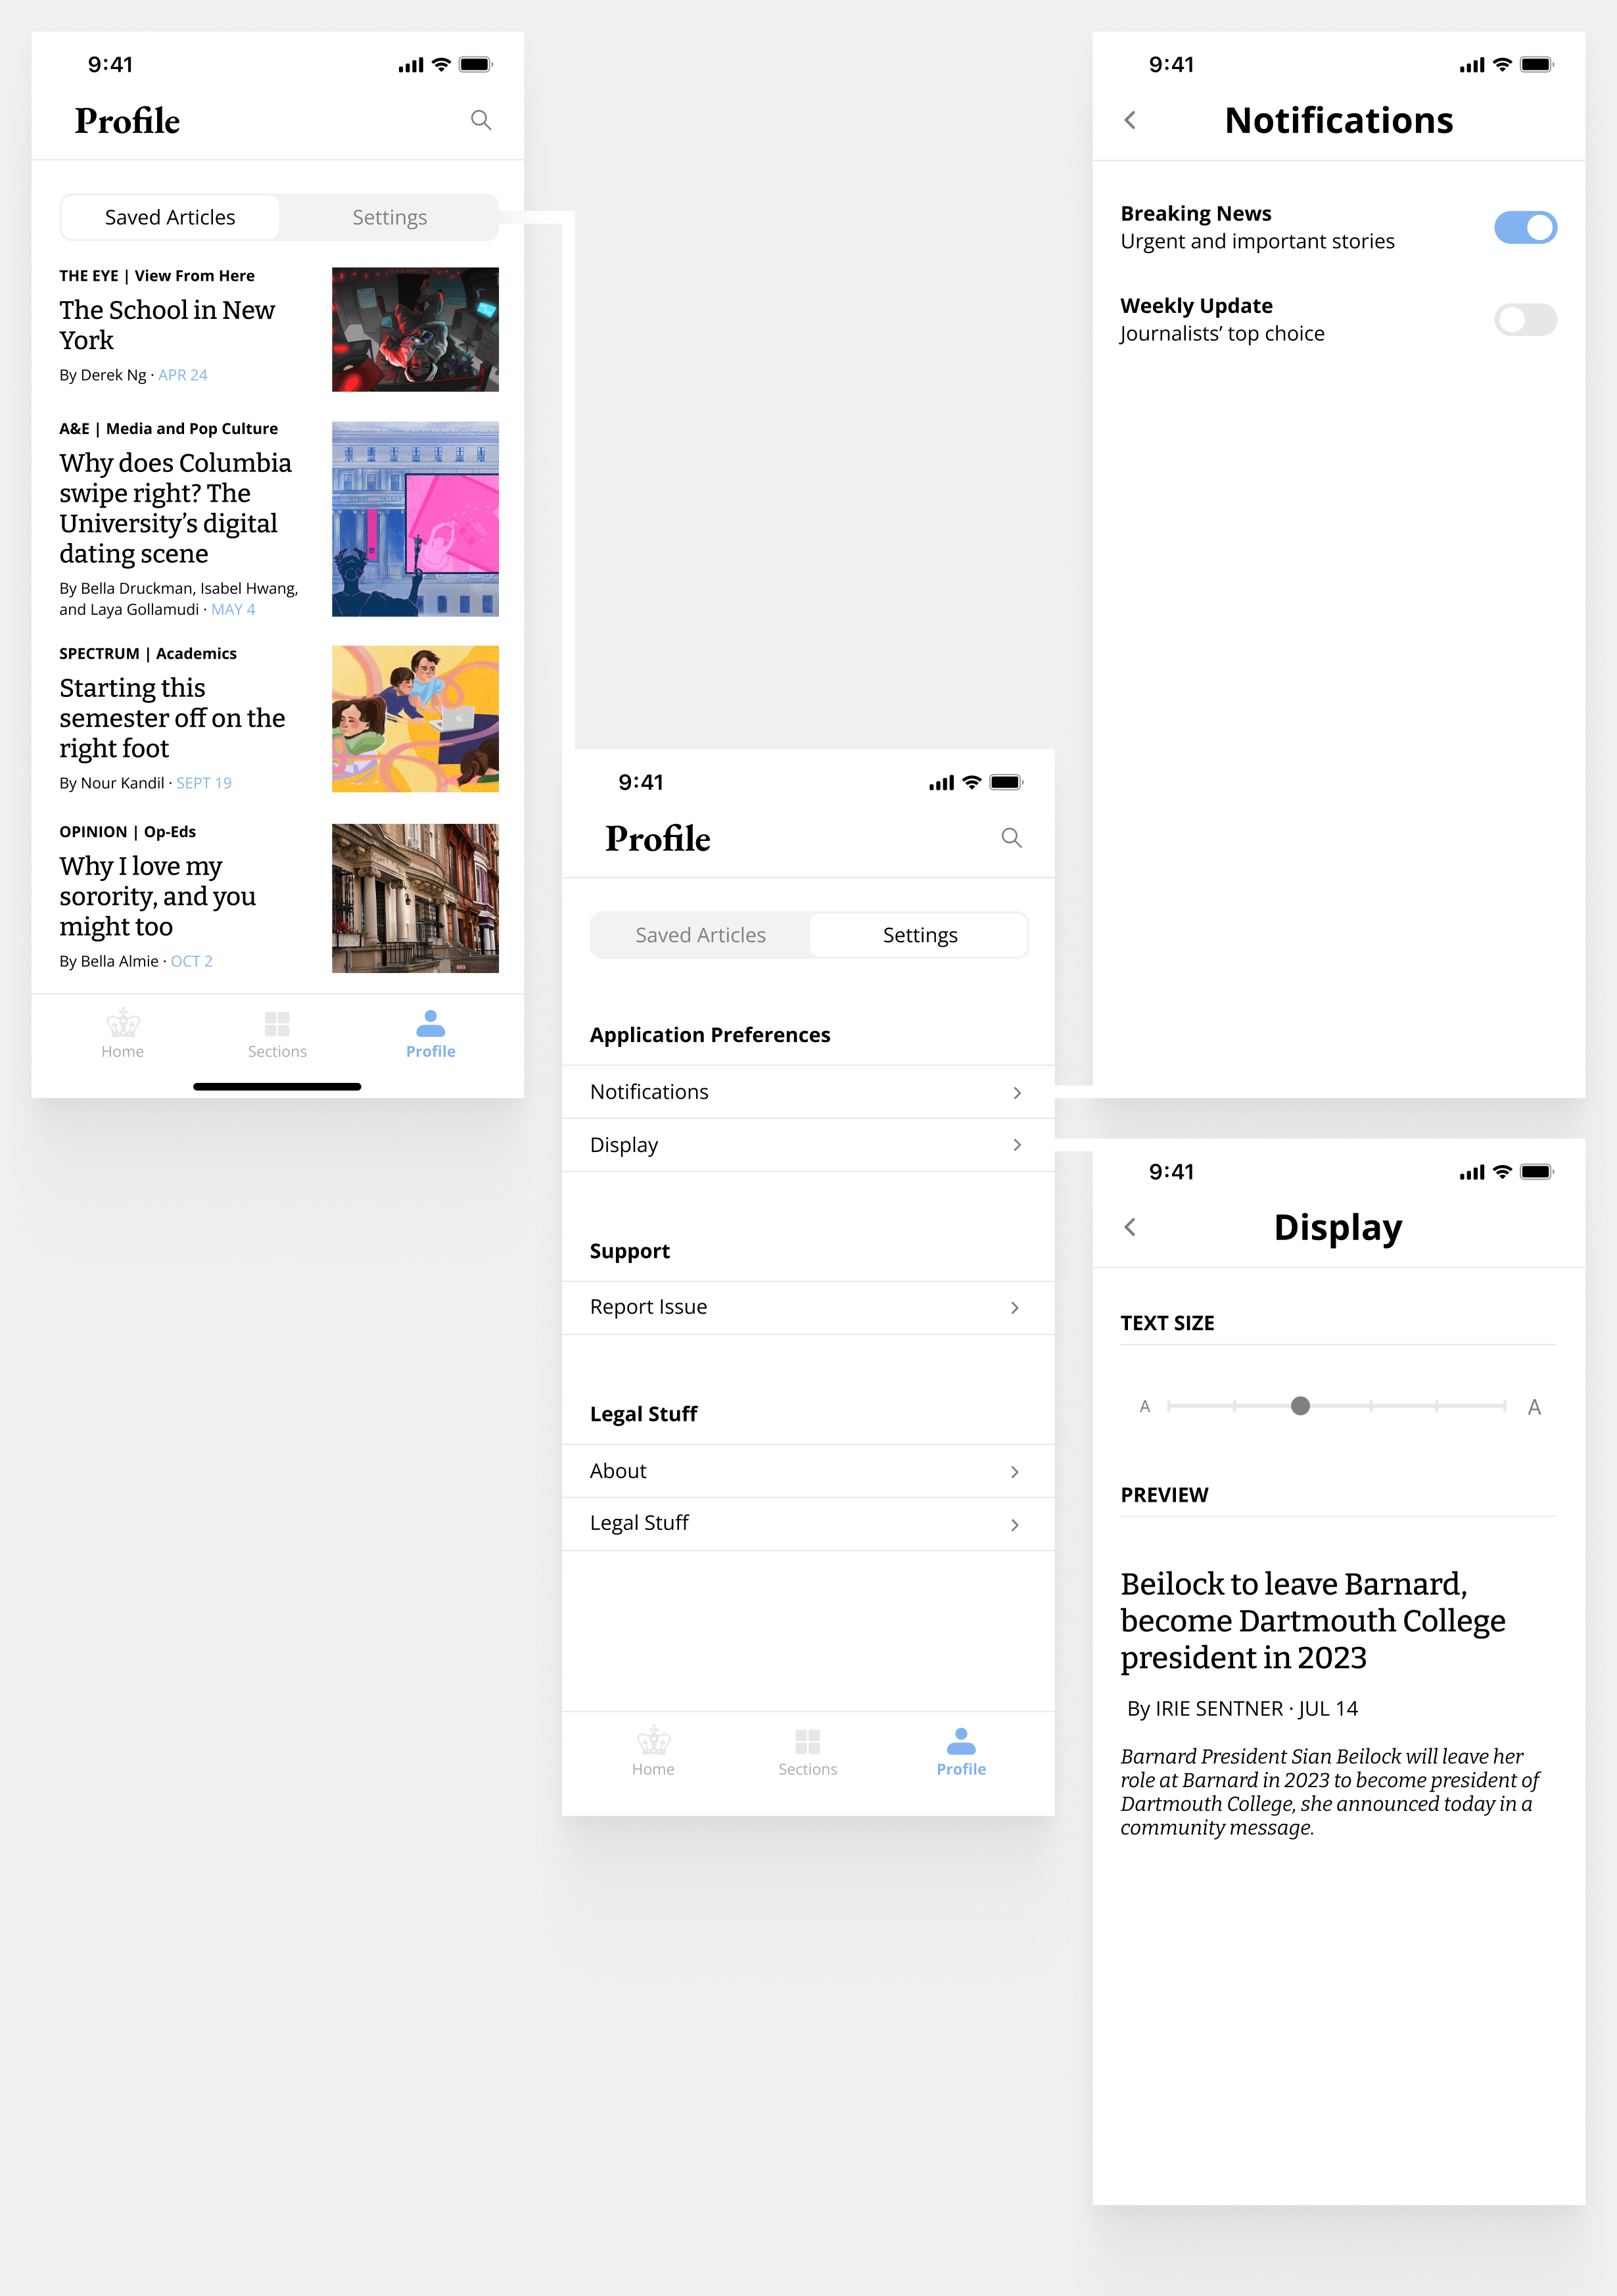 9:41
Profile
Saved Articles
Settings
THE EYE | View From Here
The School in New
York
By Derek Ng · APR 24
A&E | Media and Pop Culture
Why does Columbia
swipe right? The
University’s digital
dating scene
By Bella Druckman, Isabel Hwang,
and Laya Gollamudi · MAY 4
SPECTRUM | Academics
Starting this
semester off on the
right foot
By Nour Kandil · SEPT 19
OPINION | Op-Eds
Why I love my
sorority, and you
might too
By Bella Almie · OCT 2
Home
Sections
Profile
9:41
Profile
Saved Articles
Settings
Application Preferences
Notifications
Display
Support
Report Issue
Legal Stuff
About
Legal Stuff
Home
Sections
Profile
9:41
Notifications
Breaking News
Urgent and important stories
Weekly Update
Journalists’ top choice
9:41
Display
TEXT SIZE
A
A
PREVIEW
Beilock to leave Barnard,
become Dartmouth College
president in 2023
By IRIE SENTNER · JUL 14
Barnard President Sian Beilock will leave her
role at Barnard in 2023 to become president of
Dartmouth College, she announced today in a
community message.